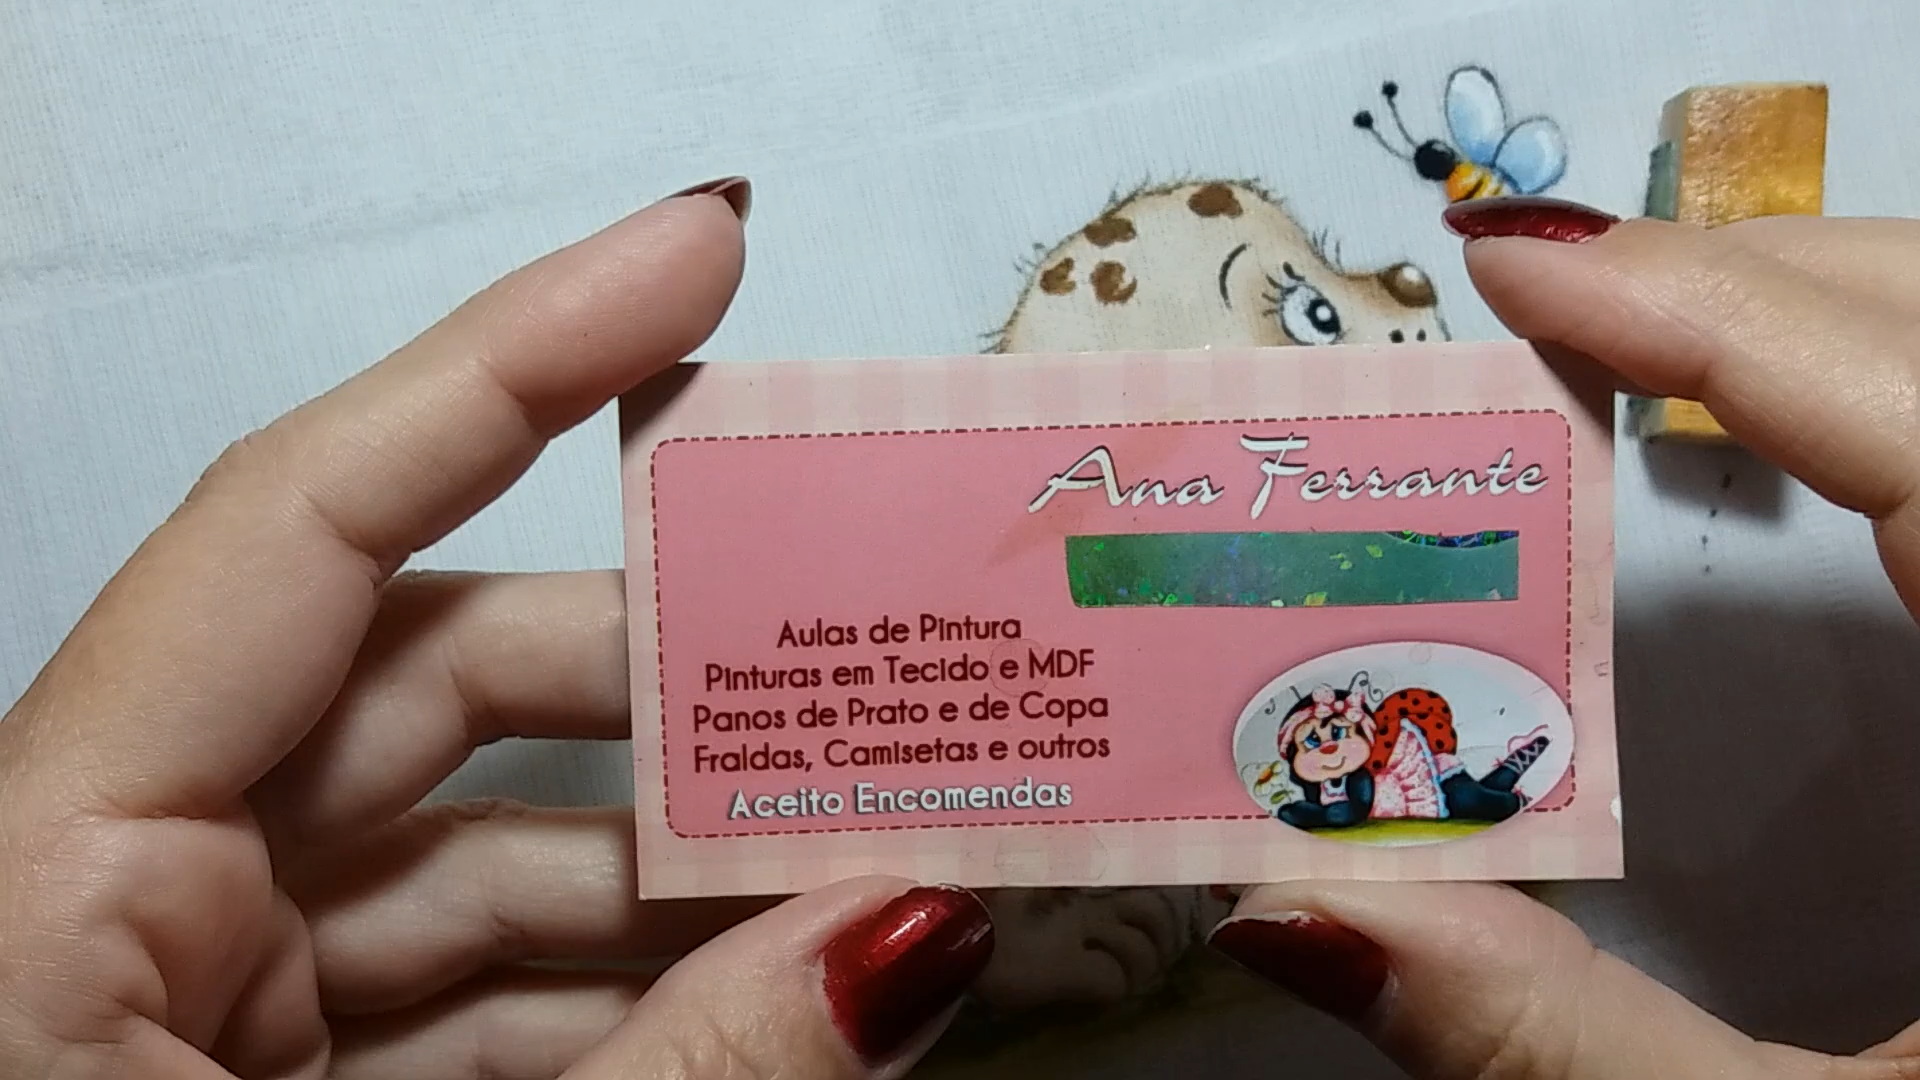 Ana Ferrante
Aulas de Pintura
Pinturas em Tecido e MDF
Panos de Prato e de Copa
Fraldas, Camisetas e outros
Aceito Encomendas